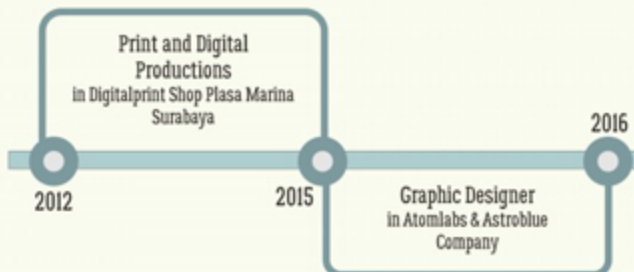 Print and Digital
Productions
in Digitalprint Shop Plasa Marina
Surabaya
2012
2015
2016
Graphic Designer
in Atomlabs & Astroblue
Company